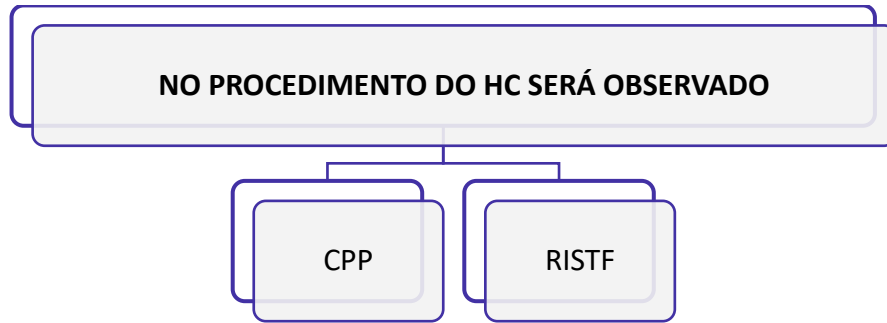 NO PROCEDIMENTO DO HC SERÁ OBSERVADO
CPP
RISTF